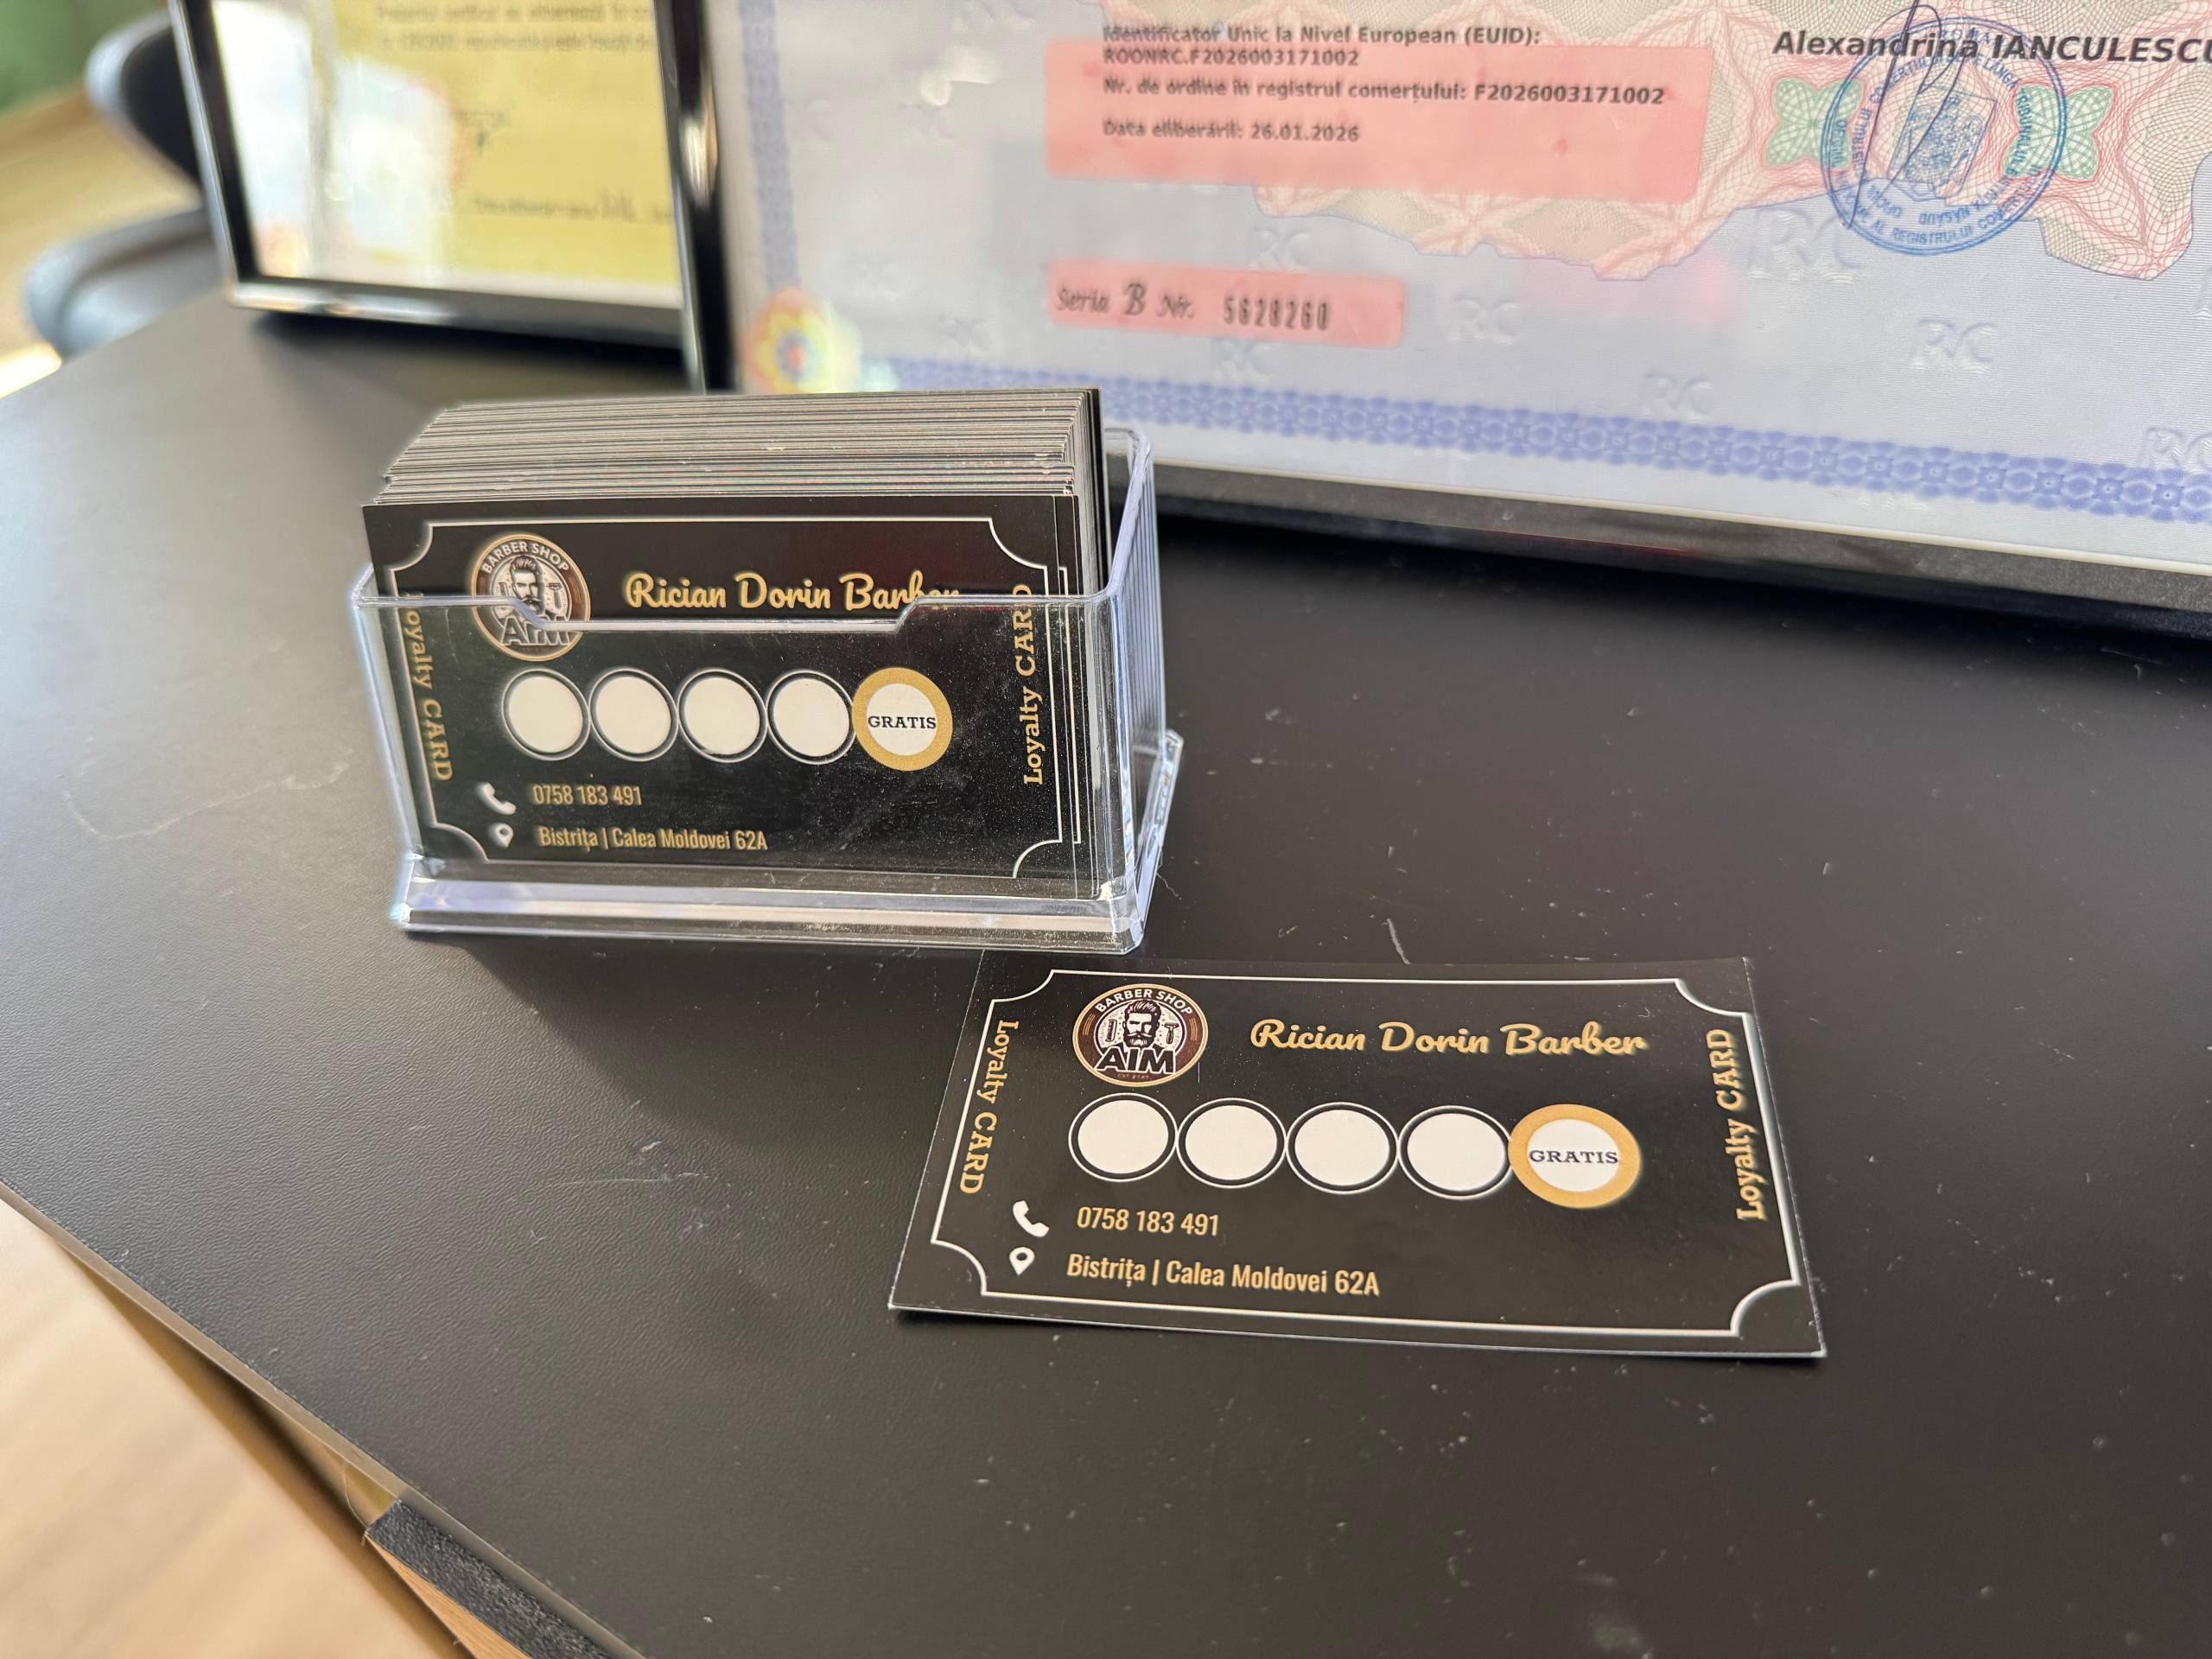 Identificator Unic la Nivel European (EUID):
ROONRC.F2026003171002
Nr. de ordine în registrul comerțului: F2026003171002
Data eliberării: 26.01.2026
Alexandrina IANCULESCU
Seria B Nr. 5628260
BARBER SHOP
AIM
Rician Dorin Barber
Loyalty CARD
Loyalty CARD
GRATIS
0758 183 491
Bistrița | Calea Moldovei 62A
BARBER SHOP
AIM
Rician Dorin Barber
Loyalty CARD
Loyalty CARD
GRATIS
0758 183 491
Bistrița | Calea Moldovei 62A